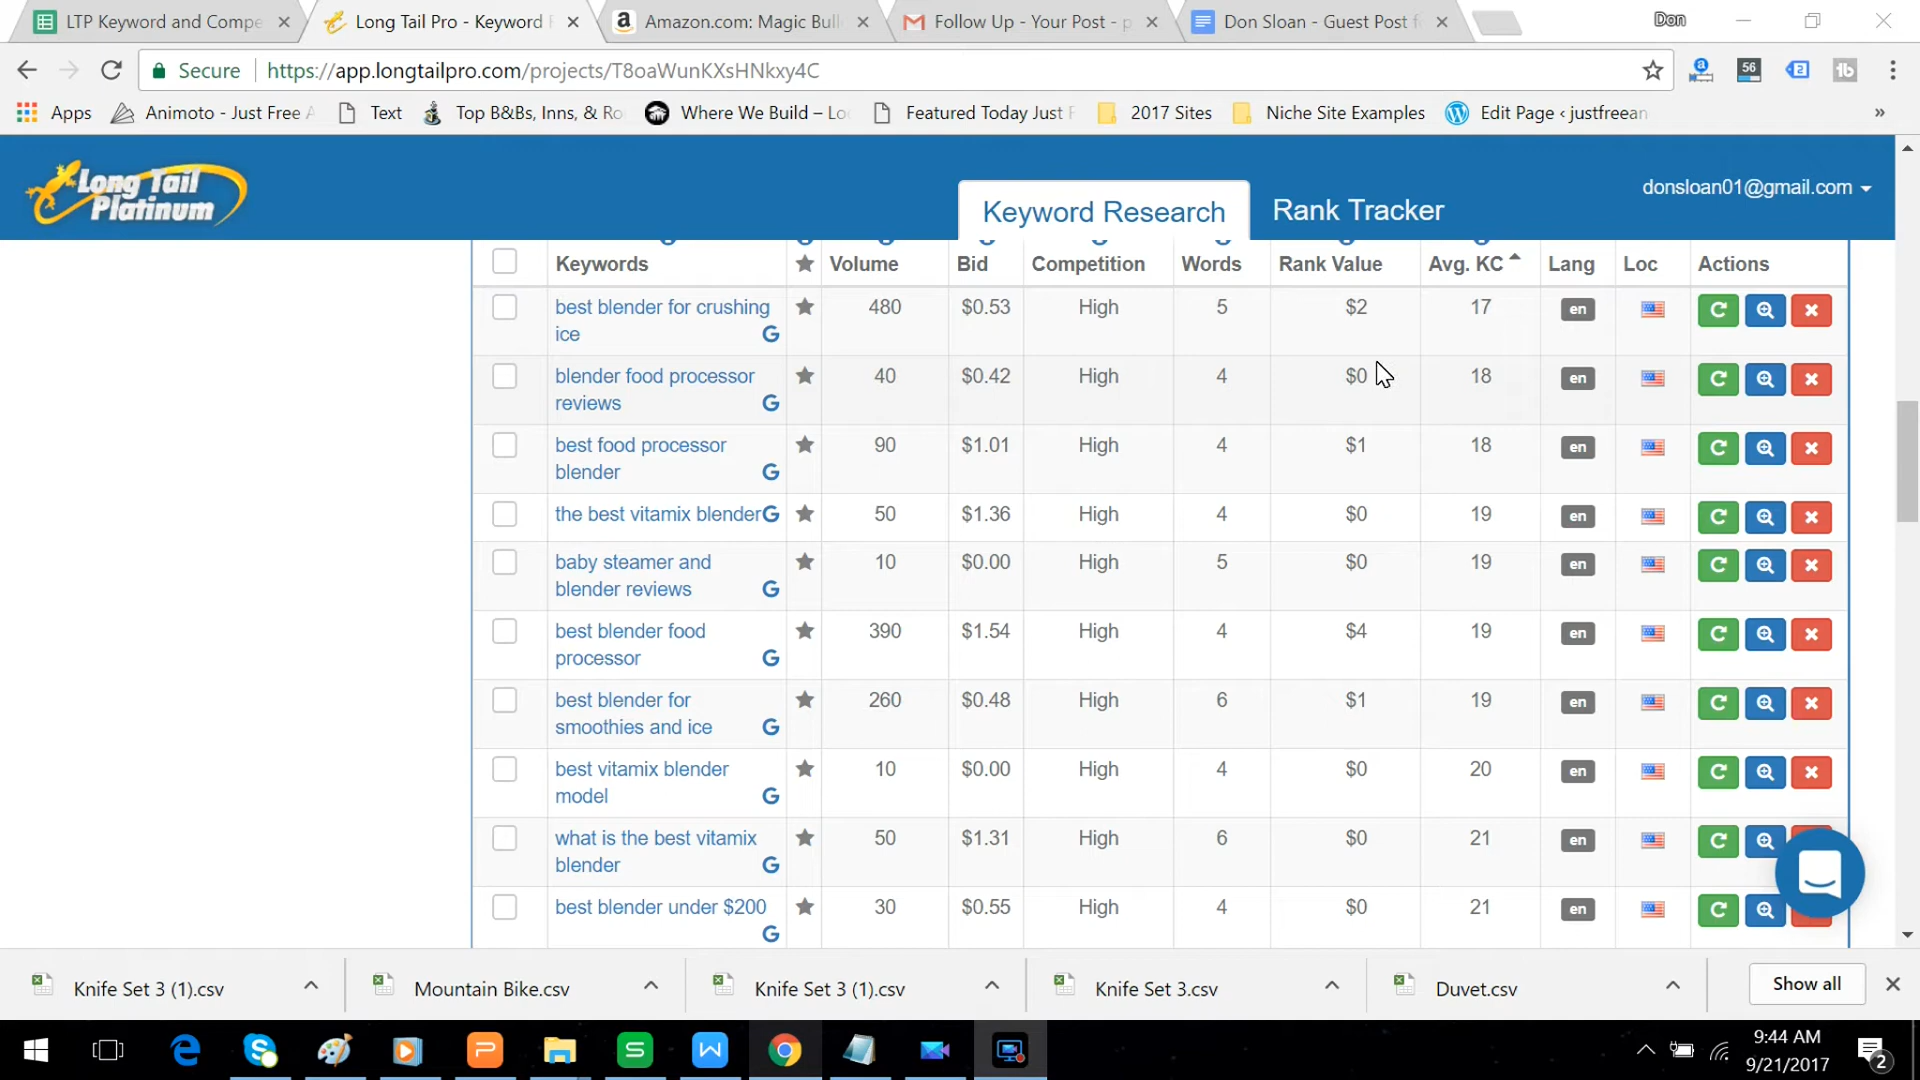 LTP Keyword and Compe
Long Tail Pro - Keyword
Amazon.com: Magic Bull
Follow Up - Your Post - p
Don Sloan - Guest Post f
Don
Secure
https://app.longtailpro.com/projects/T8oaWunKXsHNkxy4C
56
2
Apps
Animoto - Just Free
Text
Top B&Bs, Inns, & Ro
Where We Build – Lo
Featured Today Just
2017 Sites
Niche Site Examples
Edit Page ‹ justfreean
»
Long Tail
Platinum
Keyword Research
Rank Tracker
donsloan01@gmail.com
Keywords Volume Bid Competition Words Rank Value Avg. KC Lang Loc Actions
best blender for crushing 480 $0.53 High 5 $2 17 en
ice G
blender food processor 40 $0.42 High 4 $0 18 en
reviews G
best food processor 90 $1.01 High 4 $1 18 en
blender G
the best vitamix blender G 50 $1.36 High 4 $0 19 en
baby steamer and 10 $0.00 High 5 $0 19 en
blender reviews G
best blender food 390 $1.54 High 4 $4 19 en
processor G
best blender for 260 $0.48 High 6 $1 19 en
smoothies and ice G
best vitamix blender 10 $0.00 High 4 $0 20 en
model G
what is the best vitamix 50 $1.31 High 6 $0 21 en
blender G
best blender under $200 30 $0.55 High 4 $0 21 en
G
Knife Set 3 (1).csv
Mountain Bike.csv
Knife Set 3 (1).csv
Knife Set 3.csv
Duvet.csv
Show all
9:44 AM
9/21/2017
2